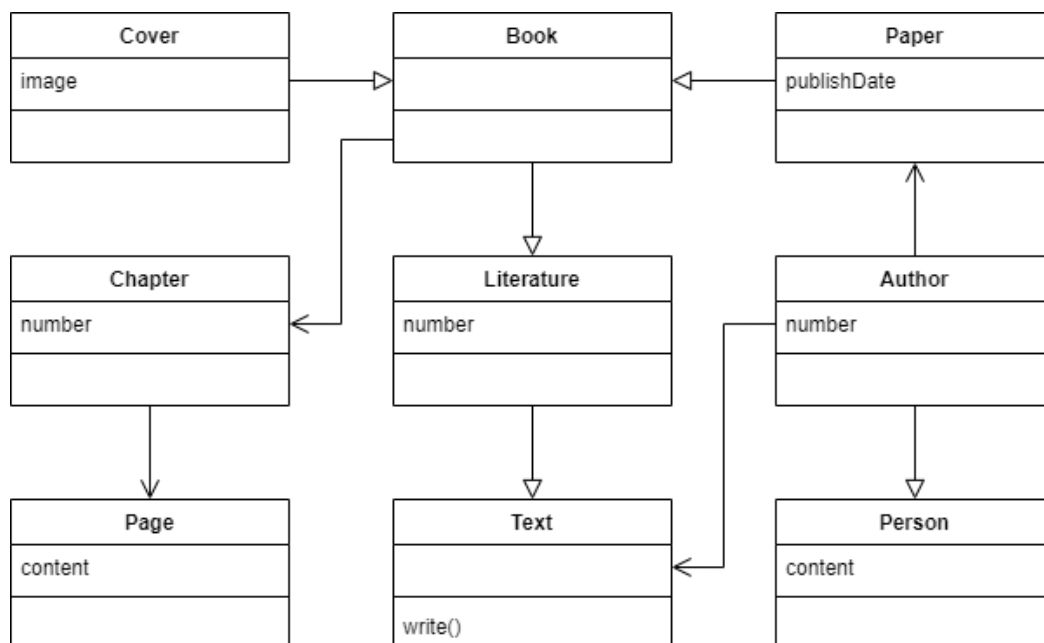 Cover
image
Book
Paper
publishDate
Chapter
number
Literature
number
Author
number
Page
content
Text
write()
Person
content